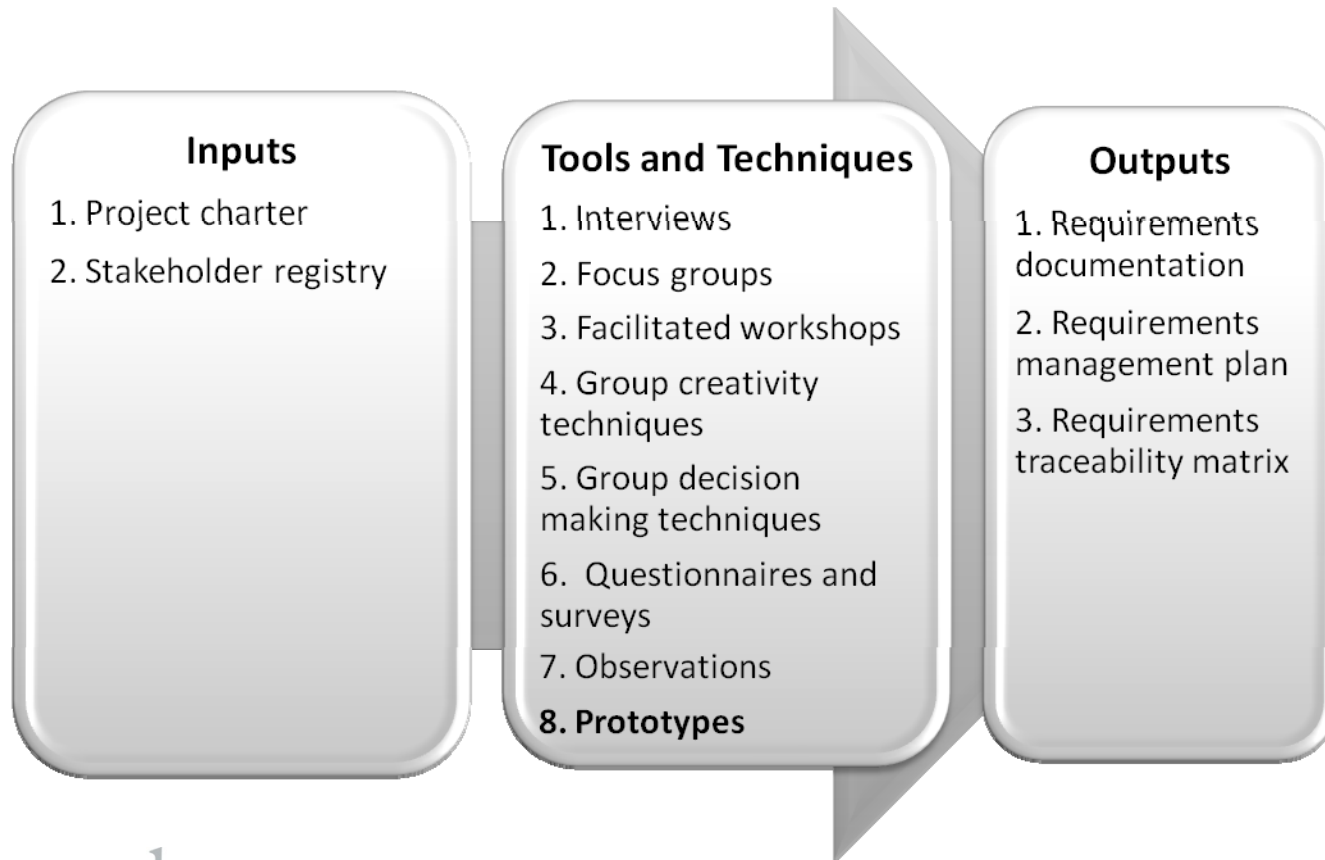 Inputs
1. Project charter
2. Stakeholder registry
Tools and Techniques
1. Interviews
2. Focus groups
3. Facilitated workshops
4. Group creativity
techniques
5. Group decision
making techniques
6. Questionnaires and
surveys
7. Observations
8. Prototypes
Outputs
1. Requirements
documentation
2. Requirements
management plan
3. Requirements
traceability matrix